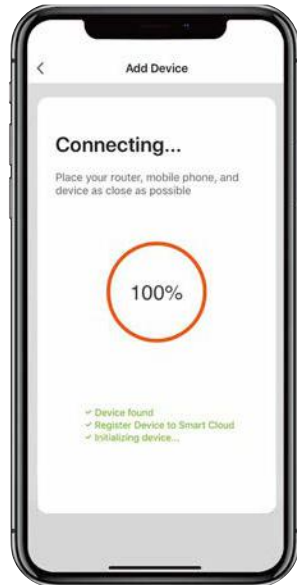 Add Device
Connecting...
Place your router, mobile phone, and
device as close as possible
100%
Device found
Register Device to Smart Cloud
Initializing device...